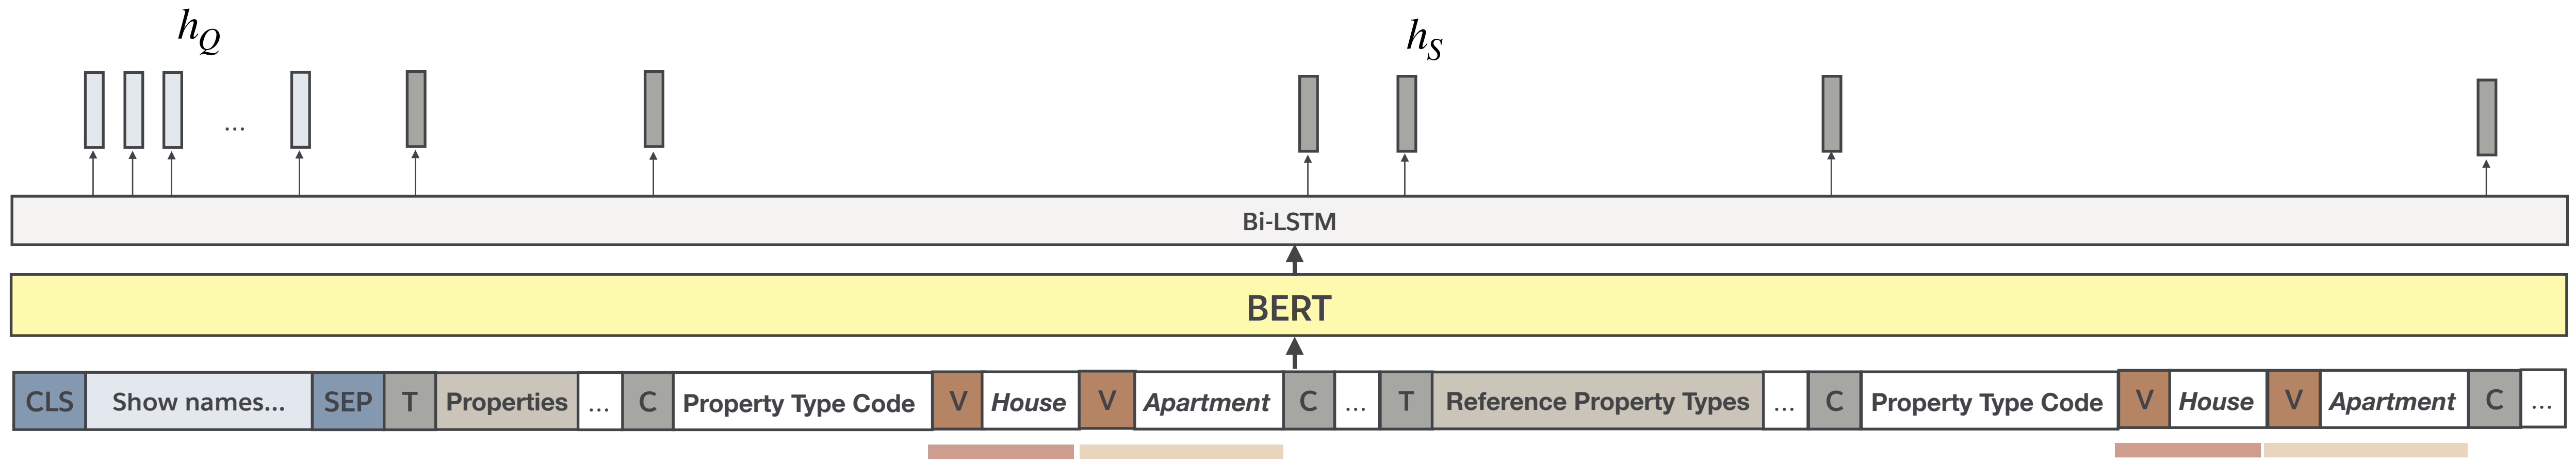 h_Q h_S
...
Bi-LSTM
BERT
CLS Show names... SEP T Properties ... C Property Type Code V House V Apartment C ... T Reference Property Types ... C Property Type Code V House V Apartment C ...